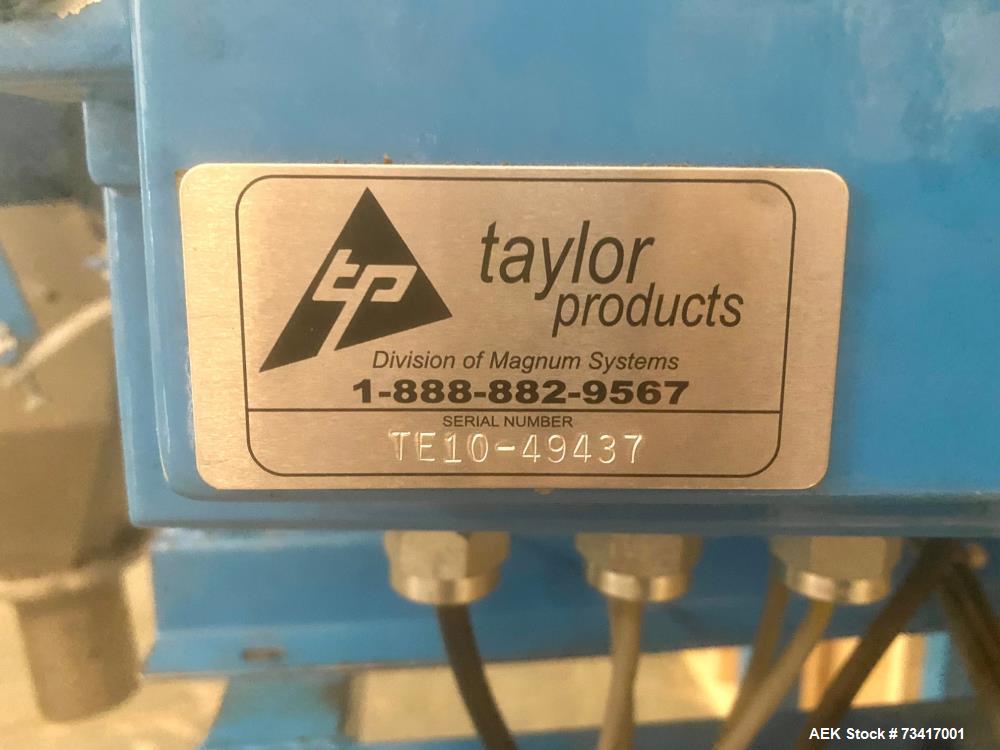 tp
taylor
products
Division of Magnum Systems
1-888-882-9567
SERIAL NUMBER
TE10-49437
AEK Stock #73417001